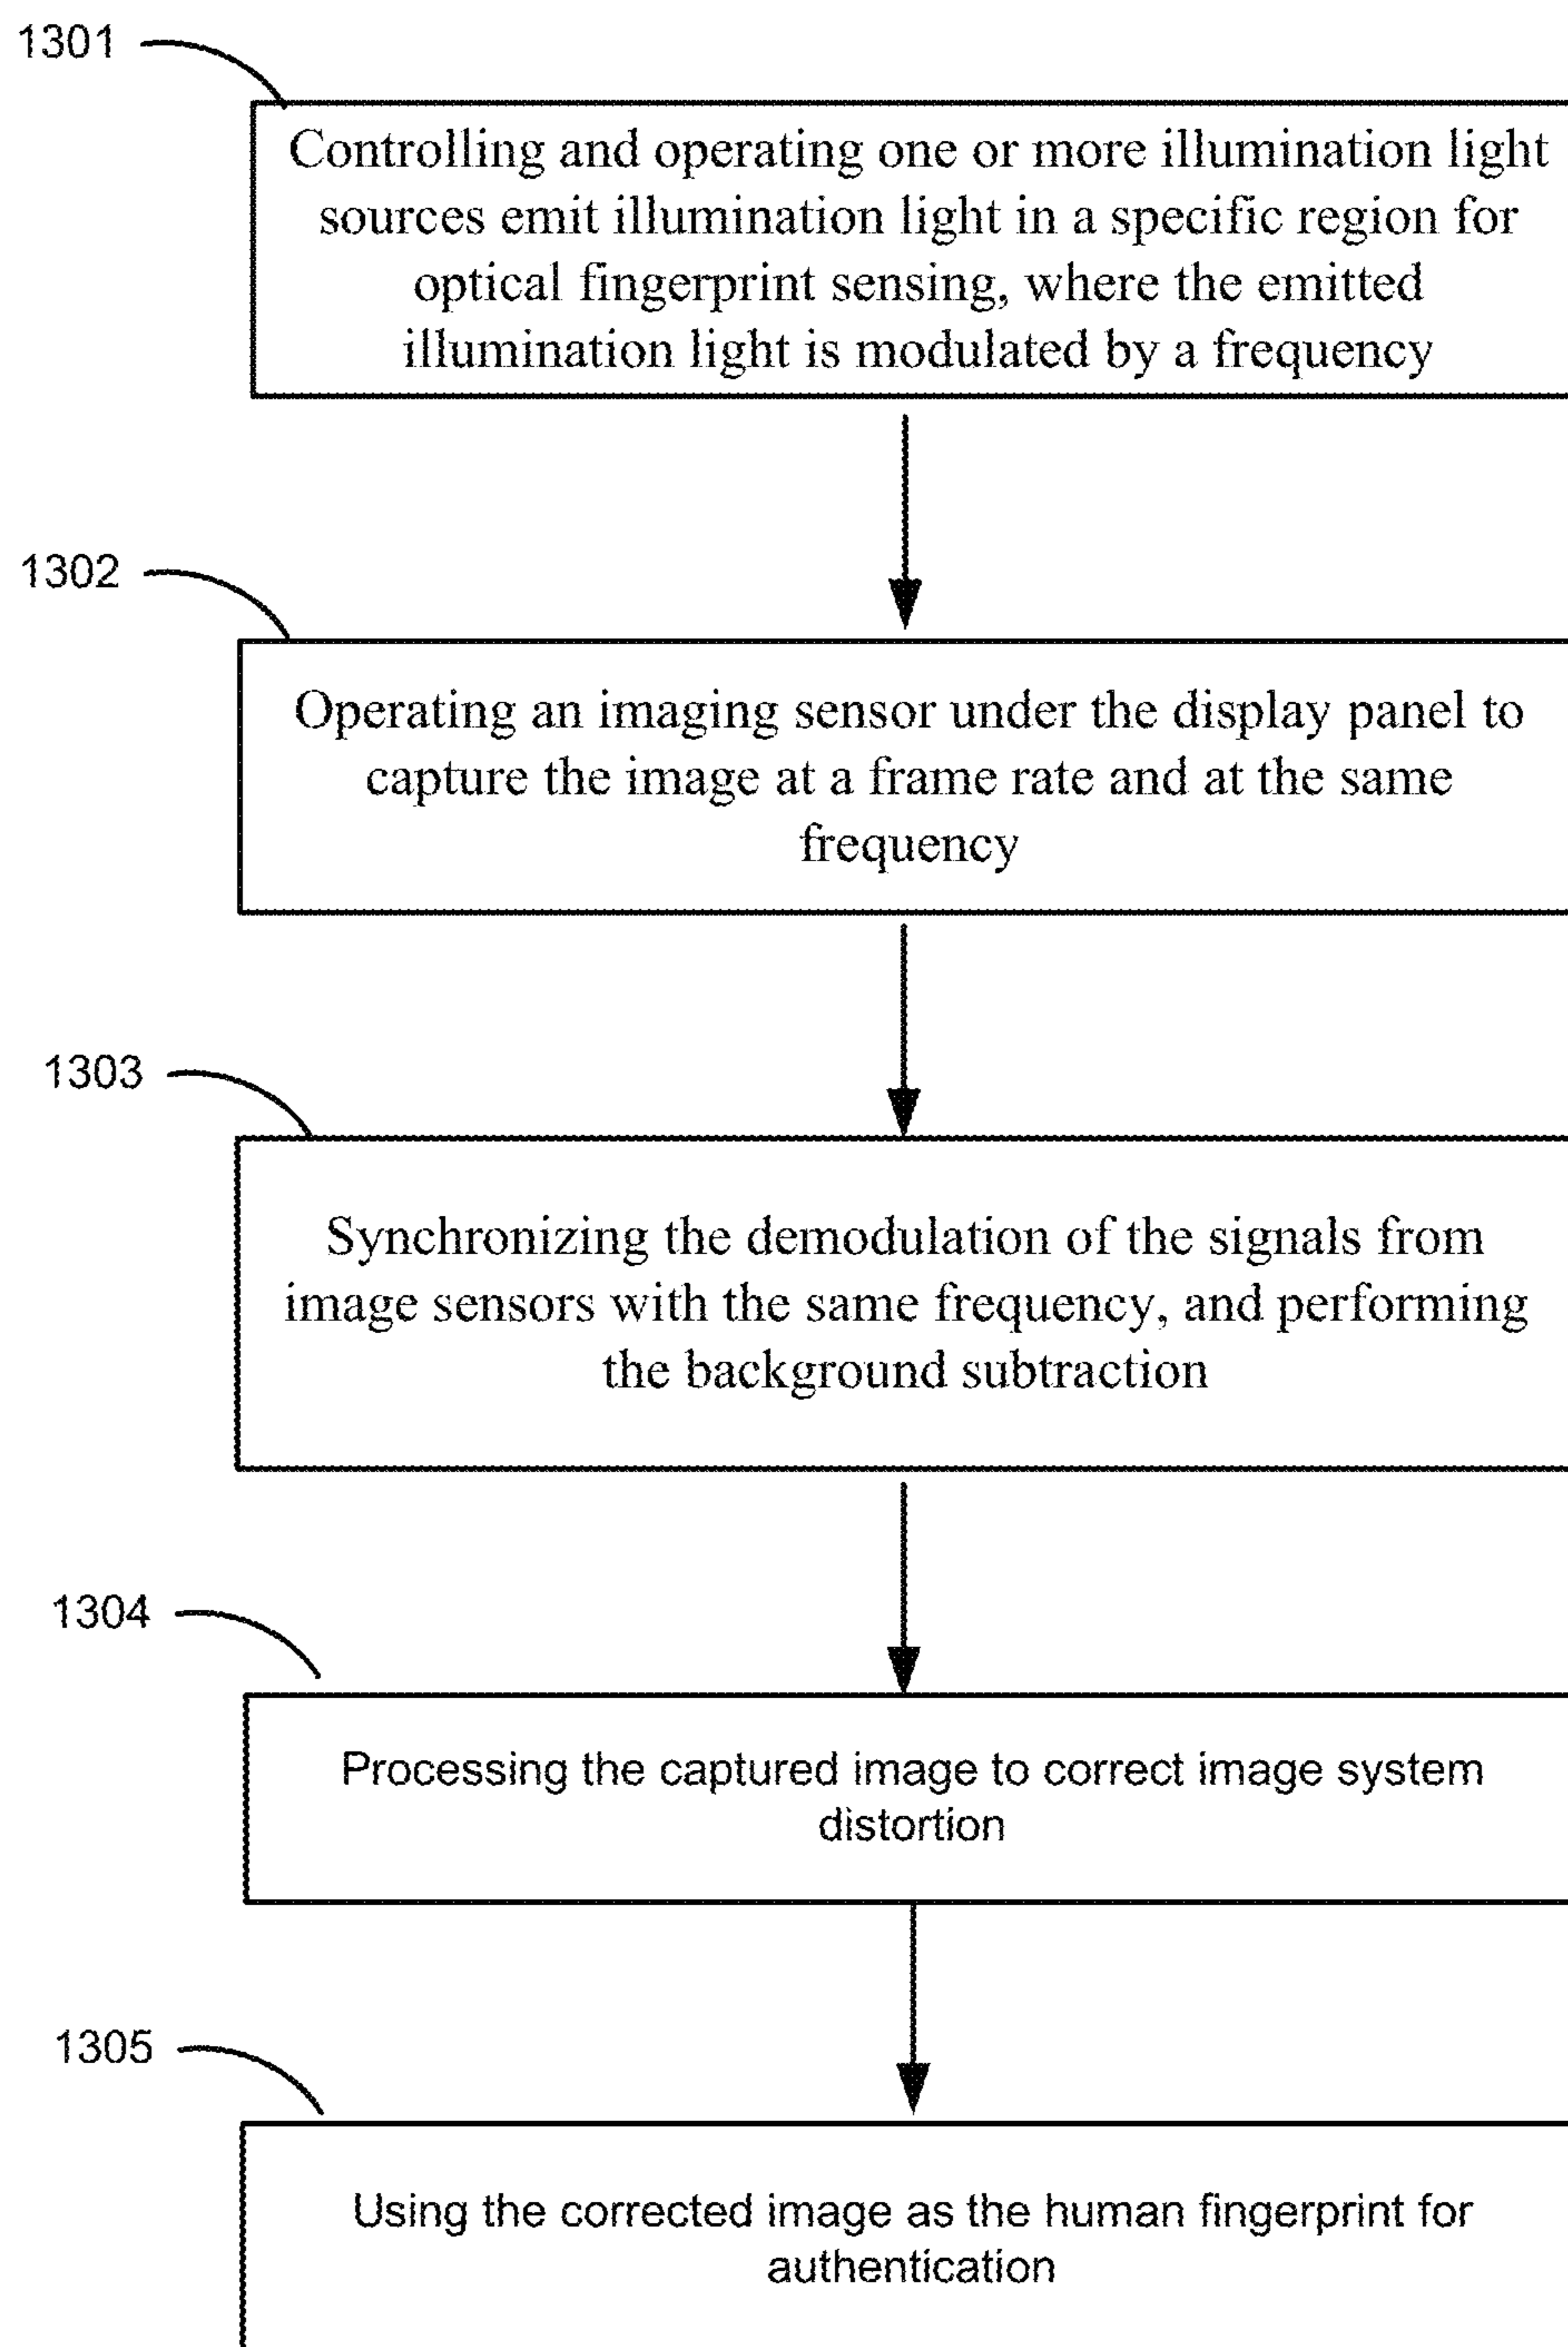 1301
Controlling and operating one or more illumination light
sources emit illumination light in a specific region for
optical fingerprint sensing, where the emitted
illumination light is modulated by a frequency
1302
Operating an imaging sensor under the display panel to
capture the image at a frame rate and at the same
frequency
1303
Synchronizing the demodulation of the signals from
image sensors with the same frequency, and performing
the background subtraction
1304
Processing the captured image to correct image system
distortion
1305
Using the corrected image as the human fingerprint for
authentication